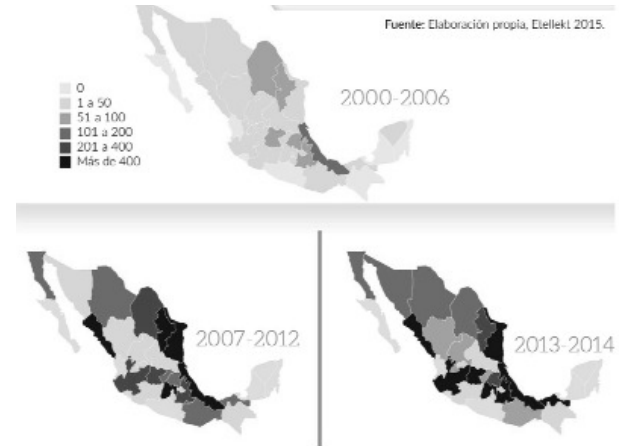 Fuente: Elaboración propia, Etellekt 2015.
2000-2006
0
1 a 50
51 a 100
101 a 200
201 a 400
Más de 400
2007-2012
2013-2014